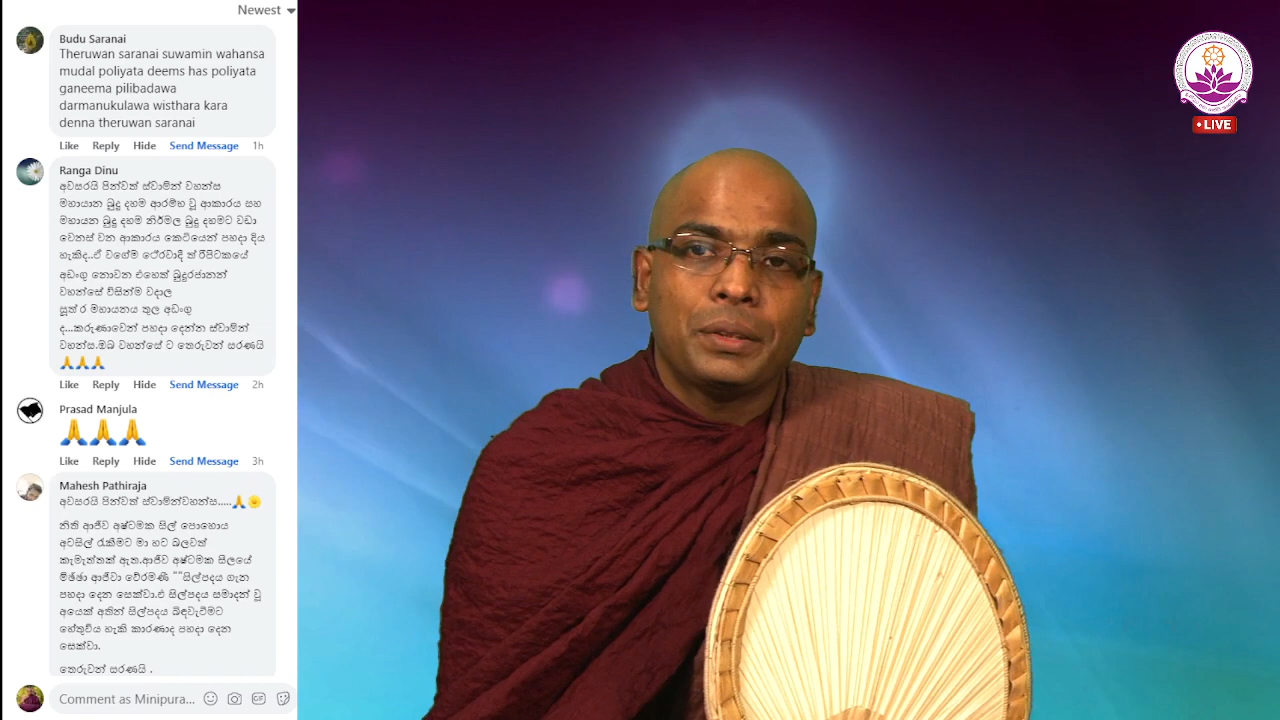 Newest
Budu Saranai
Theruwan saranai suwamin wahansa
mudal poliyata deems has poliyata
ganeema pilibadawa
darmanukulawa wisthara kara
denna theruwan saranai
Like Reply Hide Send Message 1h
Ranga Dinu
අවසරයි පින්වත් ස්වාමින් වහන්ස
මහායාන බුදු දහම ආරම්භ වූ ආකාරය සහ
මහායන බුදු දහම නිර්මල බුදු දහමට වඩා
වෙනස් වන ආකාරය කෙටියෙන් පහදා දිය
හැකිද..ඒ වගේම ථේරවාදී ත් රීපිටකයේ
අඩංගු නොවන එහෙත් බුදුරජානන්
වහන්සේ විසින්ම වදාල
සූත් ර මහායනය තුල අඩංගු
ද...කරුණාවෙන් පහදා දෙන්න ස්වාමින්
වහන්ස.ඔබ වහන්සේ ට තෙරුවන් සරණයි
🙏🙏🙏
Like Reply Hide Send Message 2h
Prasad Manjula
🙏🙏🙏
Like Reply Hide Send Message 3h
Mahesh Pathiraja
අවසරයි පින්වත් ස්වාමින්වහන්ස.....🙏🌼
නිති ආජීව අෂ්ටමක සිල් පොහොය
අටසිල් රැකීමට මා හට බලවත්
කැමැත්තක් ඇත.ආජීව අෂ්ටමක සීලයේ
මිඡ්ඡා ආජීවා වේරමණී ""සිල්පදය ගැන
පහදා දෙන සෙක්වා.එ සිල්පදය සමාදන් වූ
අයෙක් අතින් සිල්පදය බිඳවැටීමට
හේතුවිය හැකි කාරණාද පහදා දෙන
සෙක්වා.
තෙරුවන් සරණයි .
Comment as Minipura...
GIF
LIVE